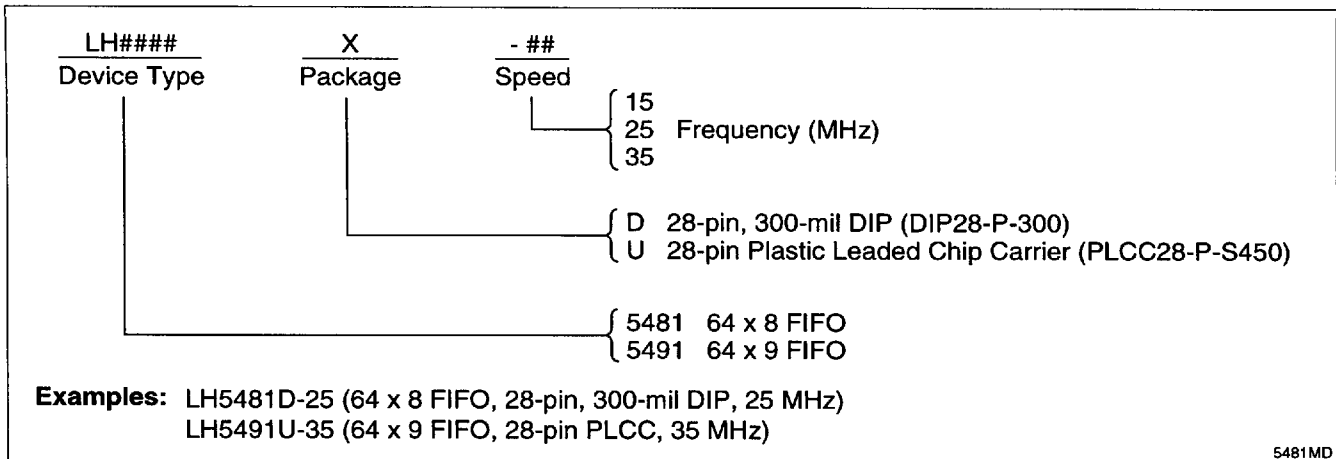 LH#### X - ##
Device Type Package Speed
15
25 Frequency (MHz)
35
D 28-pin, 300-mil DIP (DIP28-P-300)
U 28-pin Plastic Leaded Chip Carrier (PLCC28-P-S450)
5481 64 x 8 FIFO
5491 64 x 9 FIFO
Examples: LH5481D-25 (64 x 8 FIFO, 28-pin, 300-mil DIP, 25 MHz)
LH5491U-35 (64 x 9 FIFO, 28-pin PLCC, 35 MHz)
5481MD